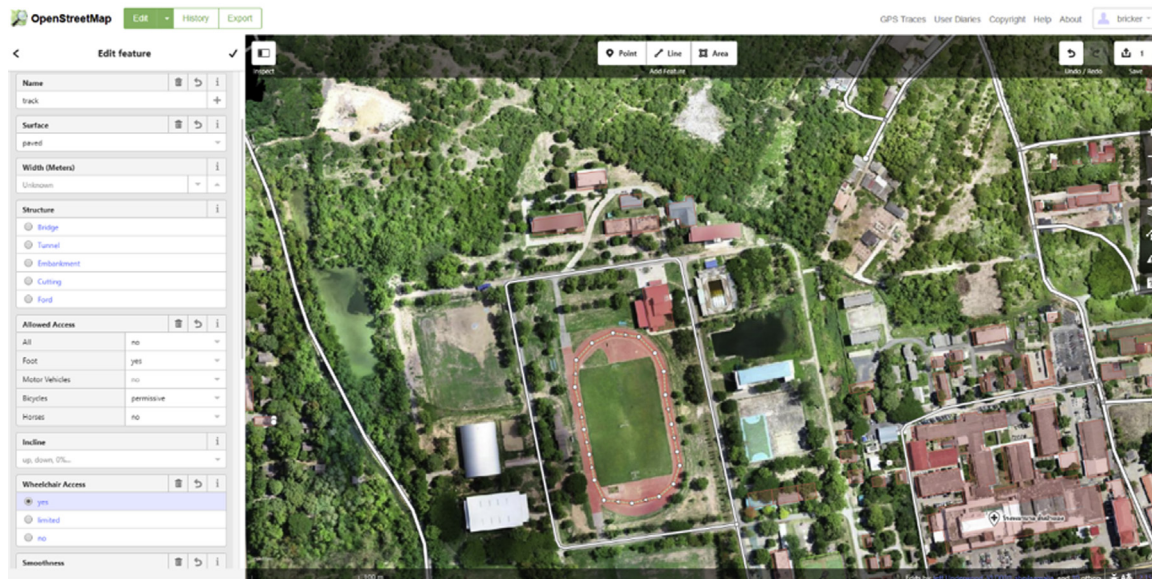 OpenStreetMap
Edit
History
Export
GPS Traces
User Diaries
Copyright
Help
About
bricker
Edit feature
Inspect
Point
Line
Area
Add Feature
Undo / Redo
1
Save
Name
track
Surface
paved
Width (Meters)
Unknown
Structure
Bridge
Tunnel
Embankment
Cutting
Ford
Allowed Access
All no
Foot yes
Motor Vehicles no
Bicycles permissive
Horses no
Incline
up, down, 0%...
Wheelchair Access
yes
limited
no
Smoothness
100 m